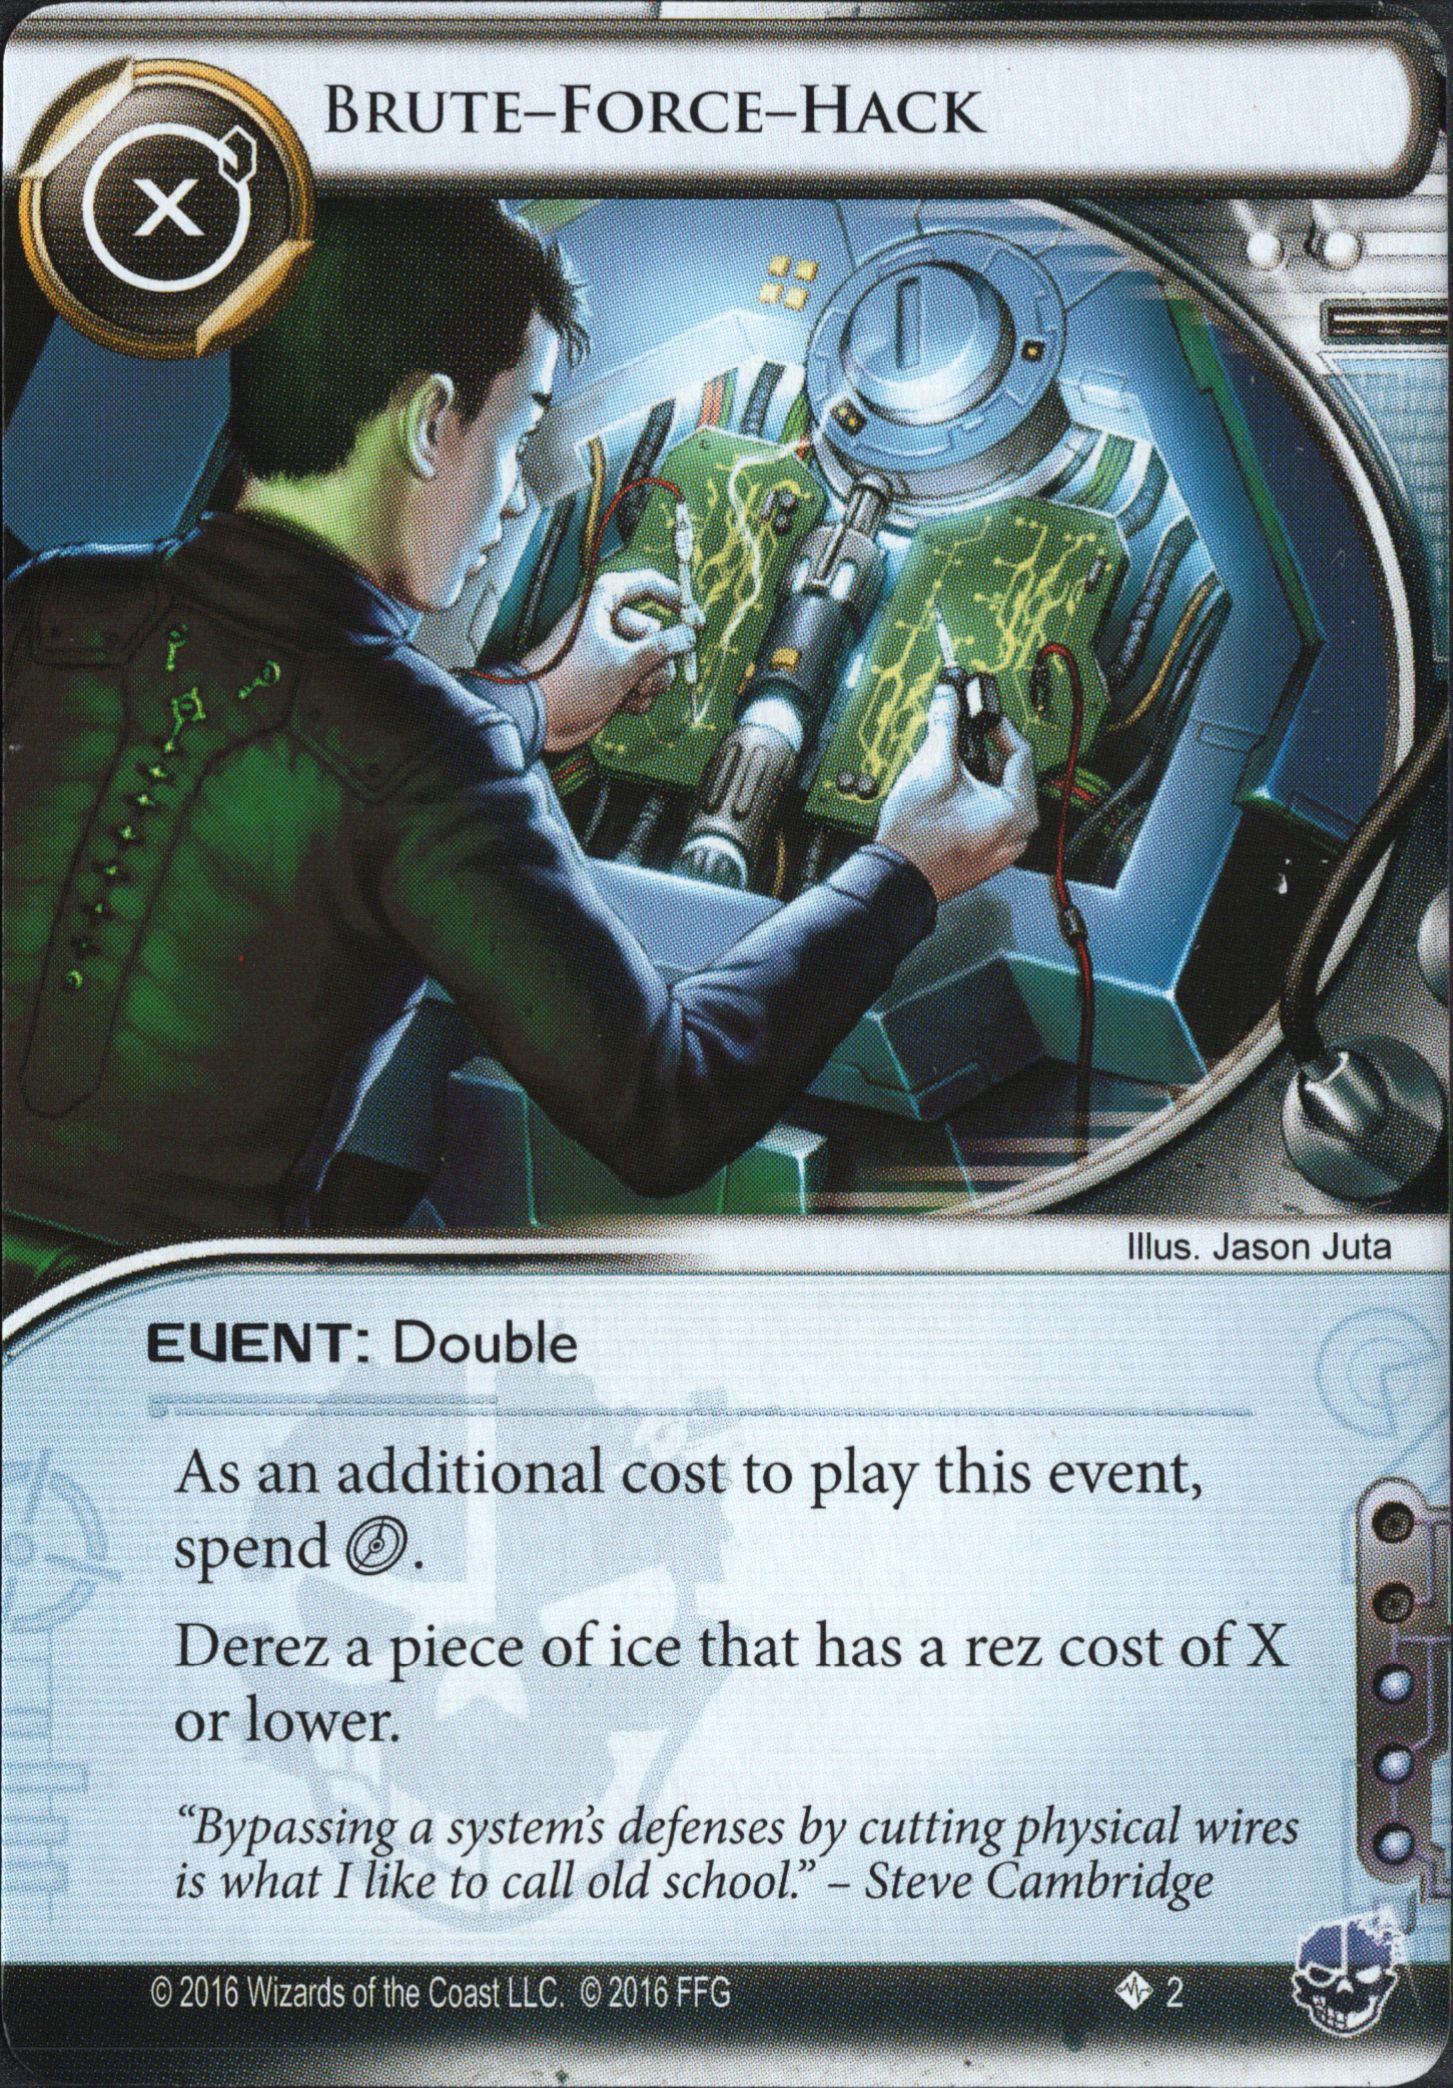 BRUTE–FORCE–HACK
X
Illus. Jason Juta
EVENT: Double
As an additional cost to play this event,
spend .
Derez a piece of ice that has a rez cost of X
or lower.
“Bypassing a system’s defenses by cutting physical wires
is what I like to call old school.” – Steve Cambridge
© 2016 Wizards of the Coast LLC. © 2016 FFG
2